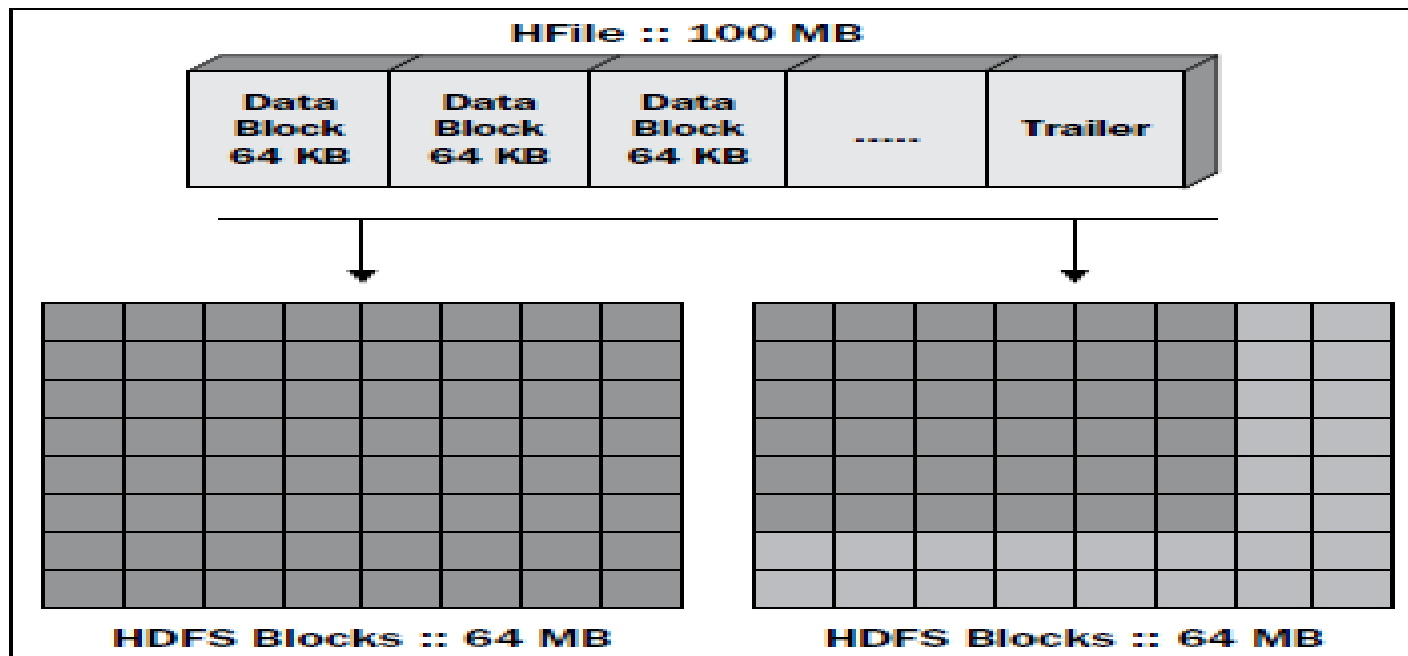 HFile :: 100 MB
Data
Block
64 KB
Data
Block
64 KB
Data
Block
64 KB
.....
Trailer
HDFS Blocks :: 64 MB
HDFS Blocks :: 64 MB